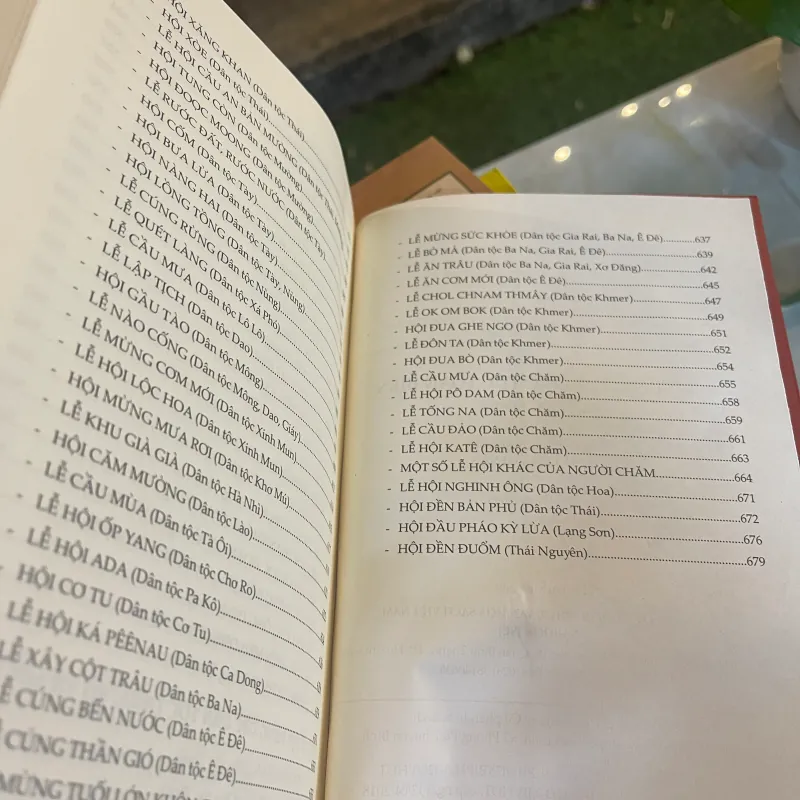 HỘI XĂNG KHAN (Dân tộc Thái)
HỘI XÒE (Dân tộc Thái)
LỄ HỘI CẦU AN BẢN MƯỜNG (Dân tộc
HỘI TUNG CÒN (Dân tộc Mường)
HỘI ĐOỌC MOONG (Dân tộc Mường)
LỄ RƯỚC ĐẤT, RƯỚC NƯỚC (Dân tộc Tày
HỘI CỐM (Dân tộc Tày)
HỘI BỪA LỬA (Dân tộc Tày)
HỘI NÀNG HAI (Dân tộc Tày)
HỘI LỒNG TỒNG (Dân tộc Tày, Nùng)
LỄ CÚNG RỪNG (Dân tộc Nùng)
LỄ QUÉT LÀNG (Dân tộc Xá Phó)
LỄ CẦU MƯA (Dân tộc Lô Lô)
LỄ LẬP TỊCH (Dân tộc Dao)
HỘI GẦU TÀO (Dân tộc Mông)
LỄ NÀO CỐNG (Dân tộc Mông, Dao, Giáy)
LỄ MỪNG CƠM MỚI (Dân tộc Xinh Mun)
LỄ HỘI LỘC HOA (Dân tộc Xinh Mun)
HỘI MỪNG MƯA RƠI (Dân tộc Khơ Mú)
LỄ KHU GIÀ GIÀ (Dân tộc Hà Nhì)
HỘI CĂM MƯỜNG (Dân tộc Lào)
- LỄ CẦU MÙA (Dân tộc Tà Ôi)
- LỄ HỘI ỐP YANG (Dân tộc Chơ Ro)
- LỄ HỘI ADA (Dân tộc Pa Kô)
- HỘI CƠ TU (Dân tộc Cơ Tu)
- LỄ HỘI KÁ PÊÊNAU (Dân tộc Ca Dong)
LỄ XÂY CỘT TRÂU (Dân tộc Ba Na)
LỄ CÚNG BẾN NƯỚC (Dân tộc Ê Đê)
CÚNG THẦN GIÓ (Dân tộc Ê Đê)
MỪNG TUỔI LỚN KHÔN
- LỄ MỪNG SỨC KHỎE (Dân tộc Gia Rai, Ba Na, Ê Đê)............637
- LỄ BỎ MẢ (Dân tộc Ba Na, Gia Rai, Ê Đê)............639
- LỄ ĂN TRÂU (Dân tộc Ba Na, Gia Rai, Xơ Đăng)............642
- LỄ ĂN CƠM MỚI (Dân tộc Ê Đê)............645
- LỄ CHOL CHNAM THMÂY (Dân tộc Khmer)............647
- LỄ OK OM BOK (Dân tộc Khmer)............649
- HỘI ĐUA GHE NGO (Dân tộc Khmer)............651
- LỄ ĐÔN TA (Dân tộc Khmer)............652
- HỘI ĐUA BÒ (Dân tộc Khmer)............654
- LỄ CẦU MƯA (Dân tộc Chăm)............655
- LỄ HỘI PÔ DAM (Dân tộc Chăm)............658
- LỄ TỐNG NA (Dân tộc Chăm)............659
- LỄ CẦU ĐẢO (Dân tộc Chăm)............661
- LỄ HỘI KATÊ (Dân tộc Chăm)............663
- MỘT SỐ LỄ HỘI KHÁC CỦA NGƯỜI CHĂM............664
- LỄ HỘI NGHINH ÔNG (Dân tộc Hoa)............671
- HỘI ĐỀN BẢN PHỦ (Dân tộc Thái)............672
- HỘI ĐẦU PHÁO KỲ LỪA (Lạng Sơn)............676
- HỘI ĐỀN ĐUỔM (Thái Nguyên)............679